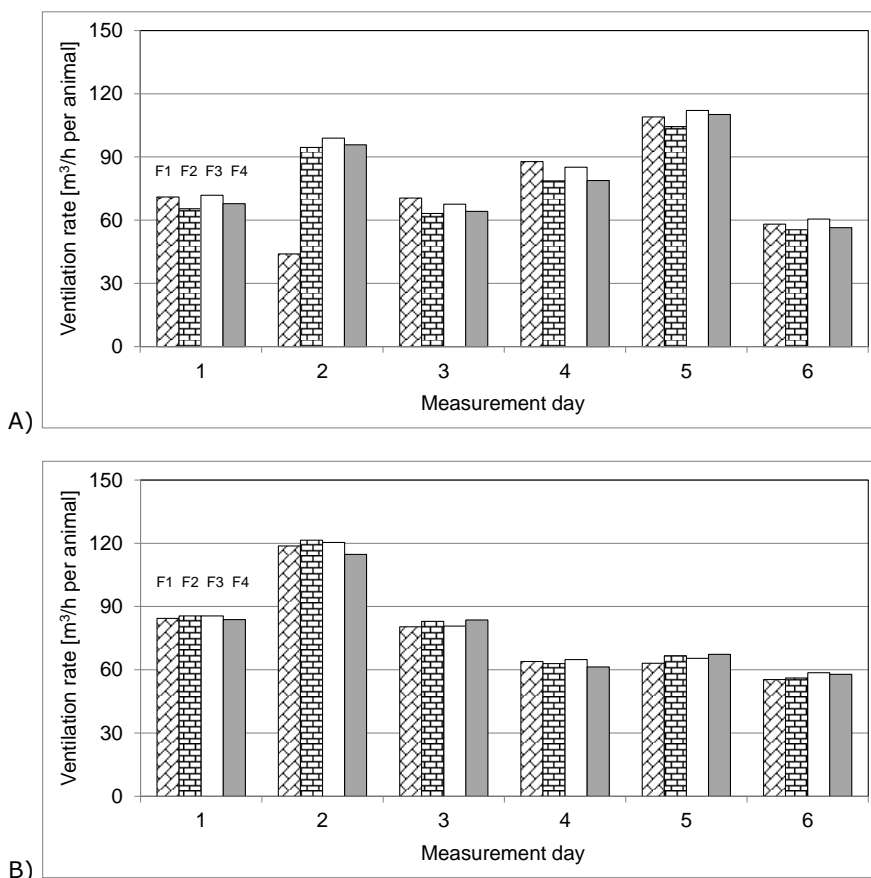 150
120
90
60
30
0
Ventilation rate [m³/h per animal]
F1 F2 F3 F4
1 2 3 4 5 6
Measurement day
A)
150
120
90
60
30
0
Ventilation rate [m³/h per animal]
F1 F2 F3 F4
1 2 3 4 5 6
Measurement day
B)